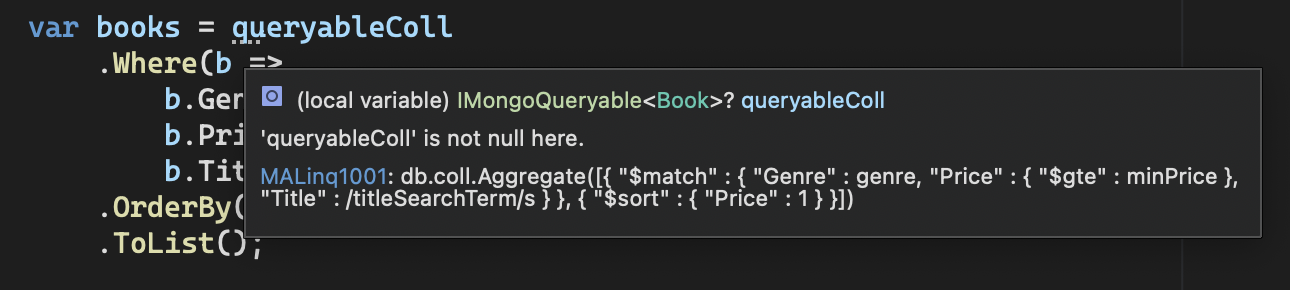 var books = queryableColl
.Where(b =>
b.Gen
(local variable) IMongoQueryable<Book>? queryableColl
b.Pri
'queryableColl' is not null here.
b.Tit
MALinq1001: db.coll.Aggregate([{ "$match" : { "Genre" : genre, "Price" : { "$gte" : minPrice },
"Title" : /titleSearchTerm/s } }, { "$sort" : { "Price" : 1 } }])
.OrderBy(
.ToList();